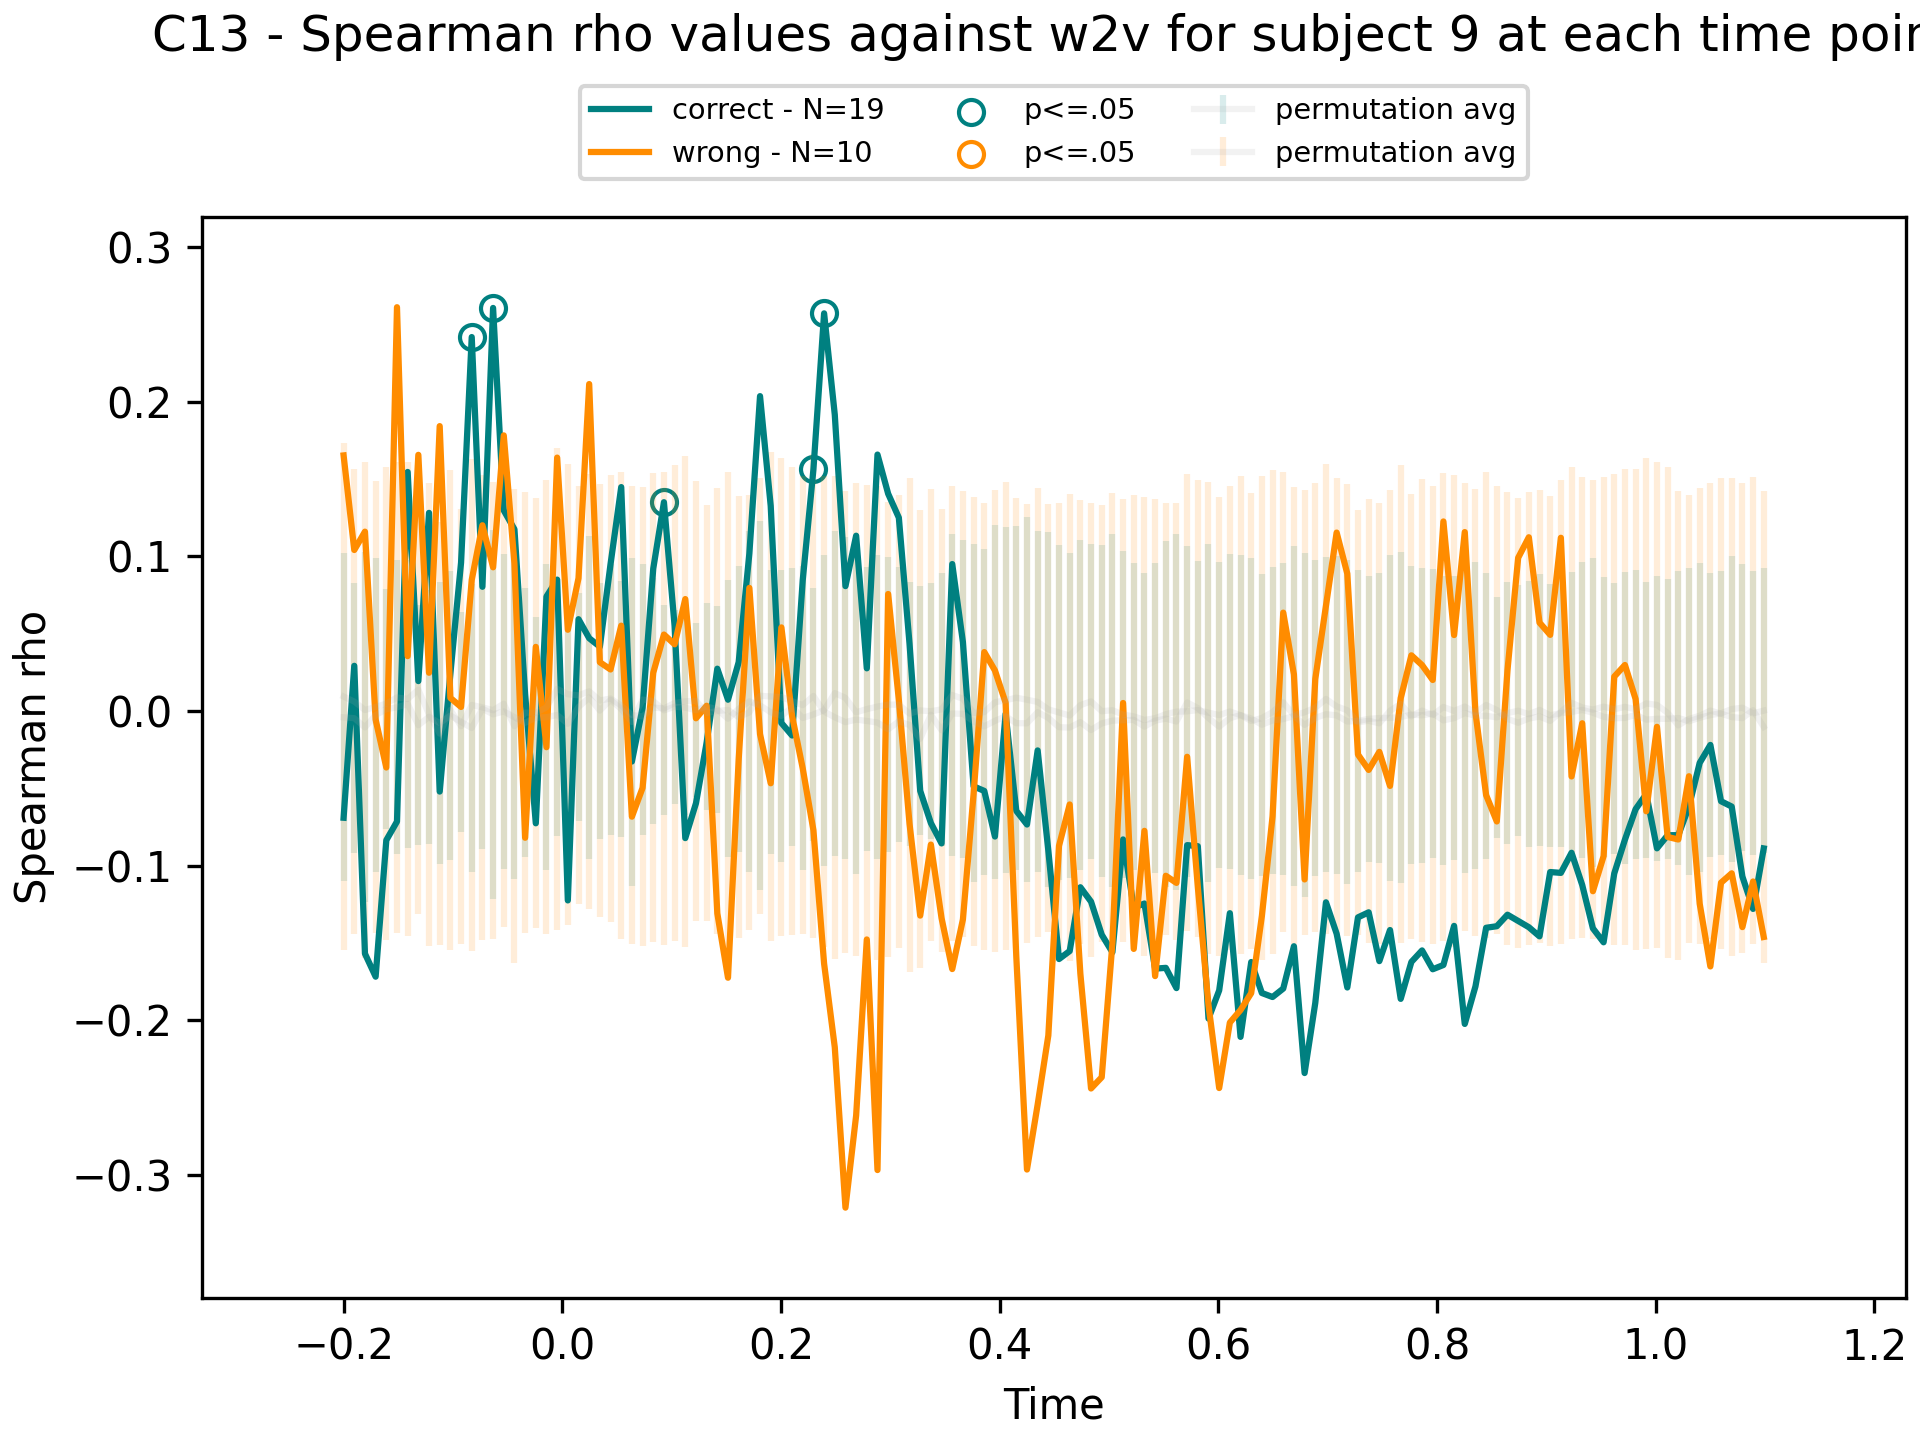 C13 - Spearman rho values against w2v for subject 9 at each time poin
correct - N=19 p<=.05 permutation avg
wrong - N=10 p<=.05 permutation avg
0.3
0.2
0.1
0.0
−0.1
−0.2
−0.3
Spearman rho
−0.2 0.0 0.2 0.4 0.6 0.8 1.0 1.2
Time